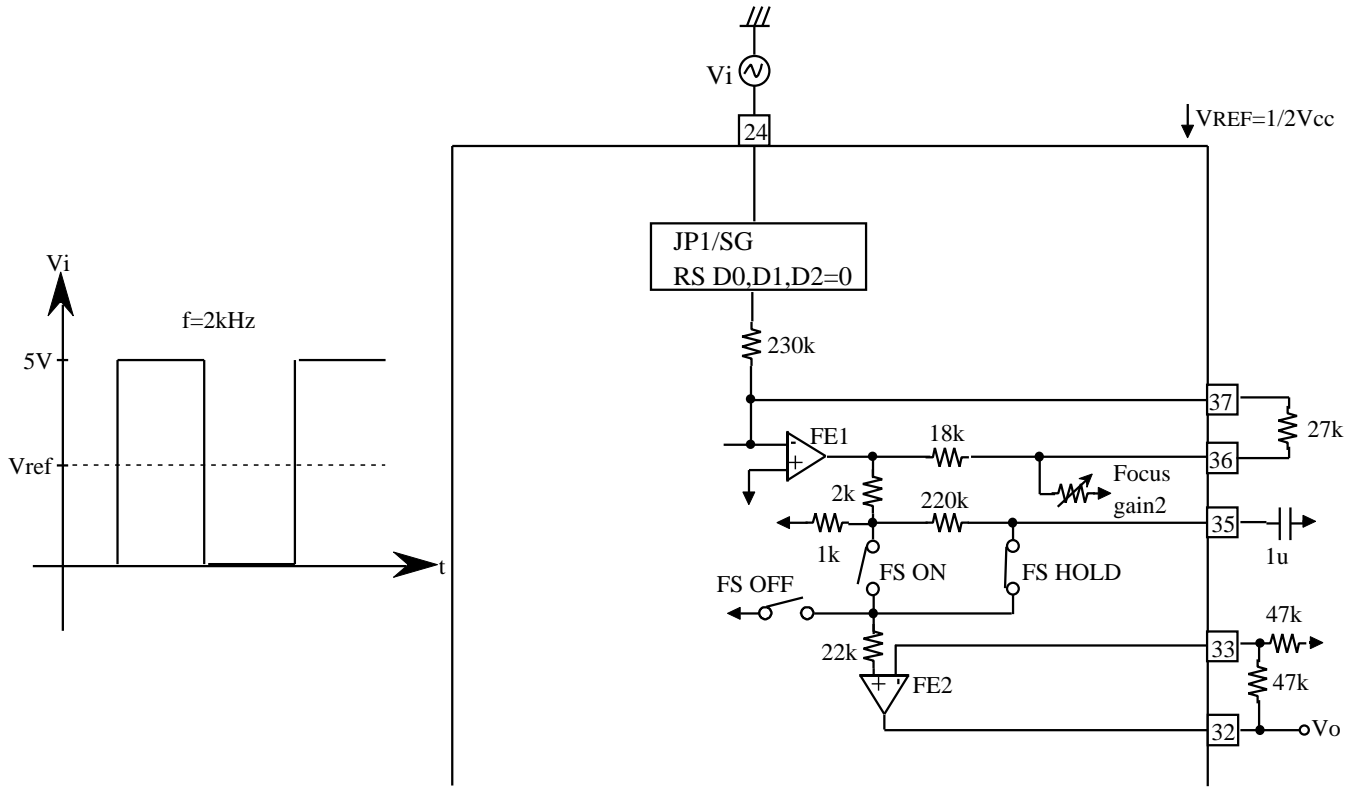 Vi
24
VREF=1/2Vcc
JP1/SG
RS D0,D1,D2=0
Vi
f=2kHz
230k
5V
37
FE1
18k
27k
Vref
36
2k
220k
Focus
gain2
35
1k
1u
t
FS ON
FS HOLD
FS OFF
47k
22k
33
FE2
47k
32
Vo